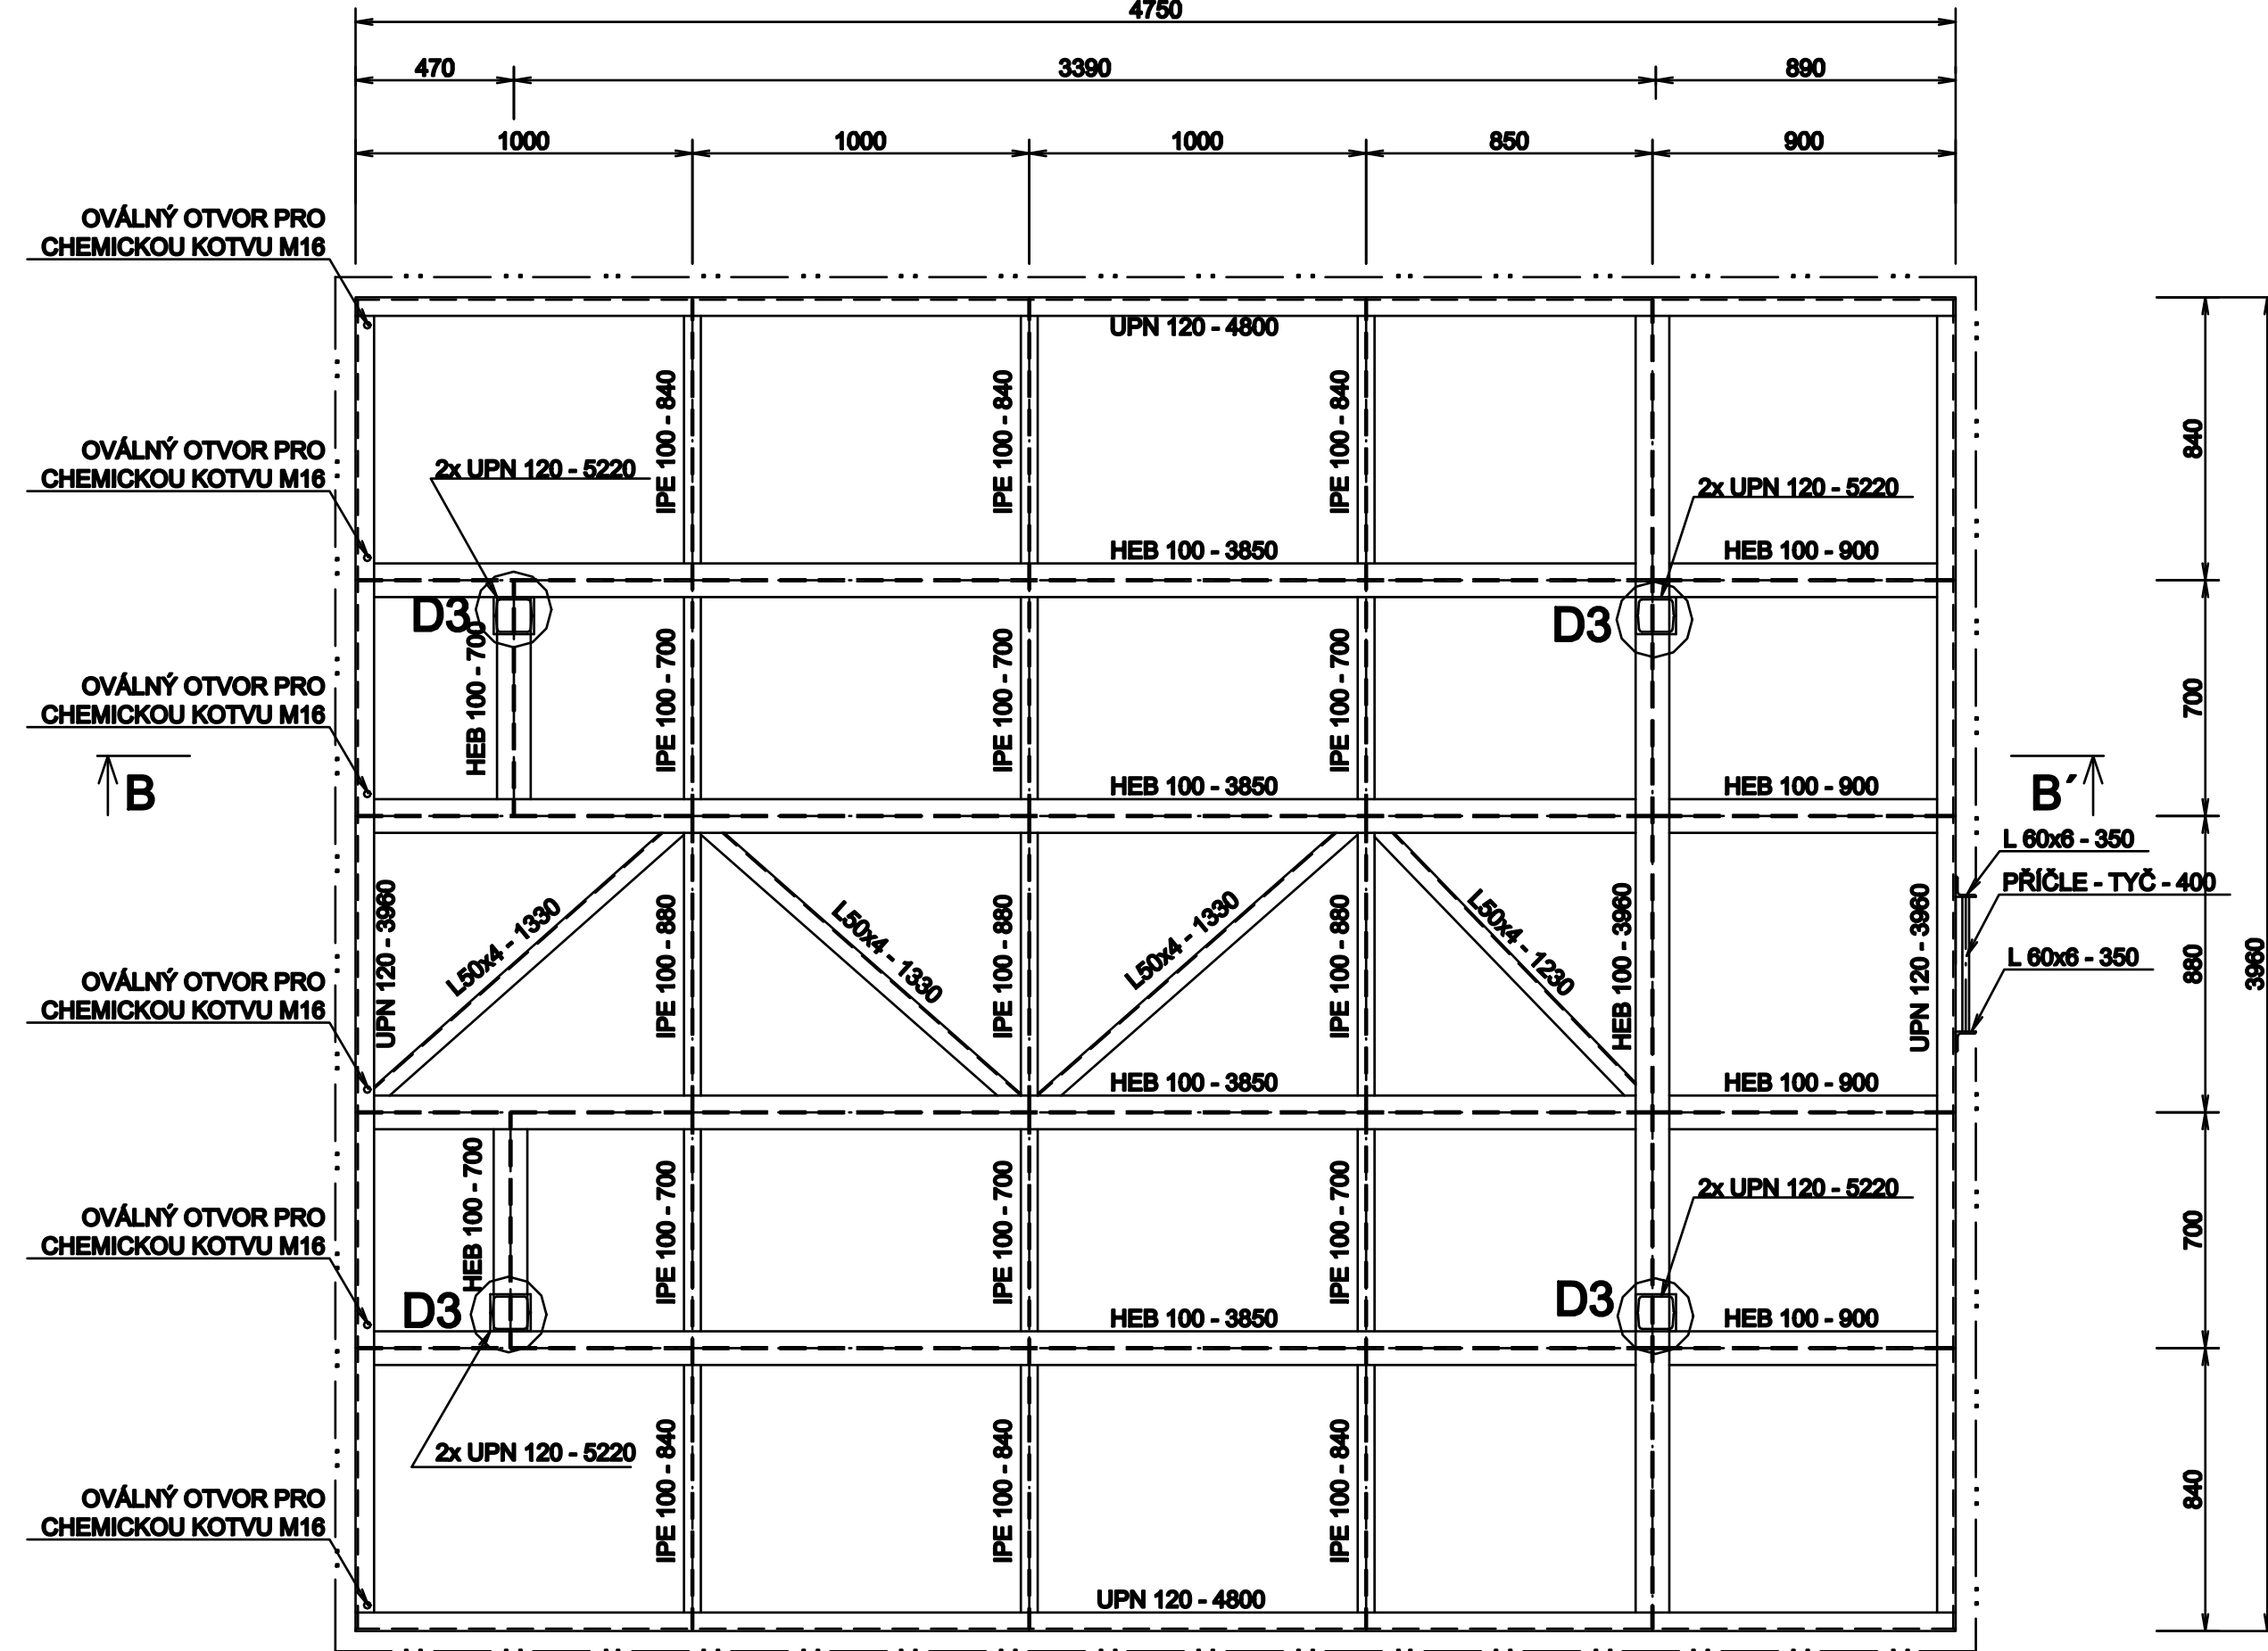 4750
470
3390
890
1000
1000
1000
850
900
OVÁLNÝ OTVOR PRO
CHEMICKOU KOTVU M16
UPN 120 - 4800
IPE 100 - 840
IPE 100 - 840
IPE 100 - 840
840
OVÁLNÝ OTVOR PRO
CHEMICKOU KOTVU M16
2x UPN 120 - 5220
2x UPN 120 - 5220
HEB 100 - 3850
HEB 100 - 900
D3
D3
HEB 100 - 700
IPE 100 - 700
IPE 100 - 700
IPE 100 - 700
700
OVÁLNÝ OTVOR PRO
CHEMICKOU KOTVU M16
B
HEB 100 - 3850
HEB 100 - 900
B´
L 60x6 - 350
PŘÍČLE - TYČ - 400
L 60x6 - 350
UPN 120 - 3960
L50x4 - 1330
IPE 100 - 880
L50x4 - 1330
IPE 100 - 880
L50x4 - 1330
IPE 100 - 880
L50x4 - 1230
HEB 100 - 3960
UPN 120 - 3960
880
3960
OVÁLNÝ OTVOR PRO
CHEMICKOU KOTVU M16
HEB 100 - 3850
HEB 100 - 900
HEB 100 - 700
IPE 100 - 700
IPE 100 - 700
IPE 100 - 700
2x UPN 120 - 5220
700
OVÁLNÝ OTVOR PRO
CHEMICKOU KOTVU M16
D3
D3
HEB 100 - 3850
HEB 100 - 900
2x UPN 120 - 5220
IPE 100 - 840
IPE 100 - 840
IPE 100 - 840
840
OVÁLNÝ OTVOR PRO
CHEMICKOU KOTVU M16
UPN 120 - 4800